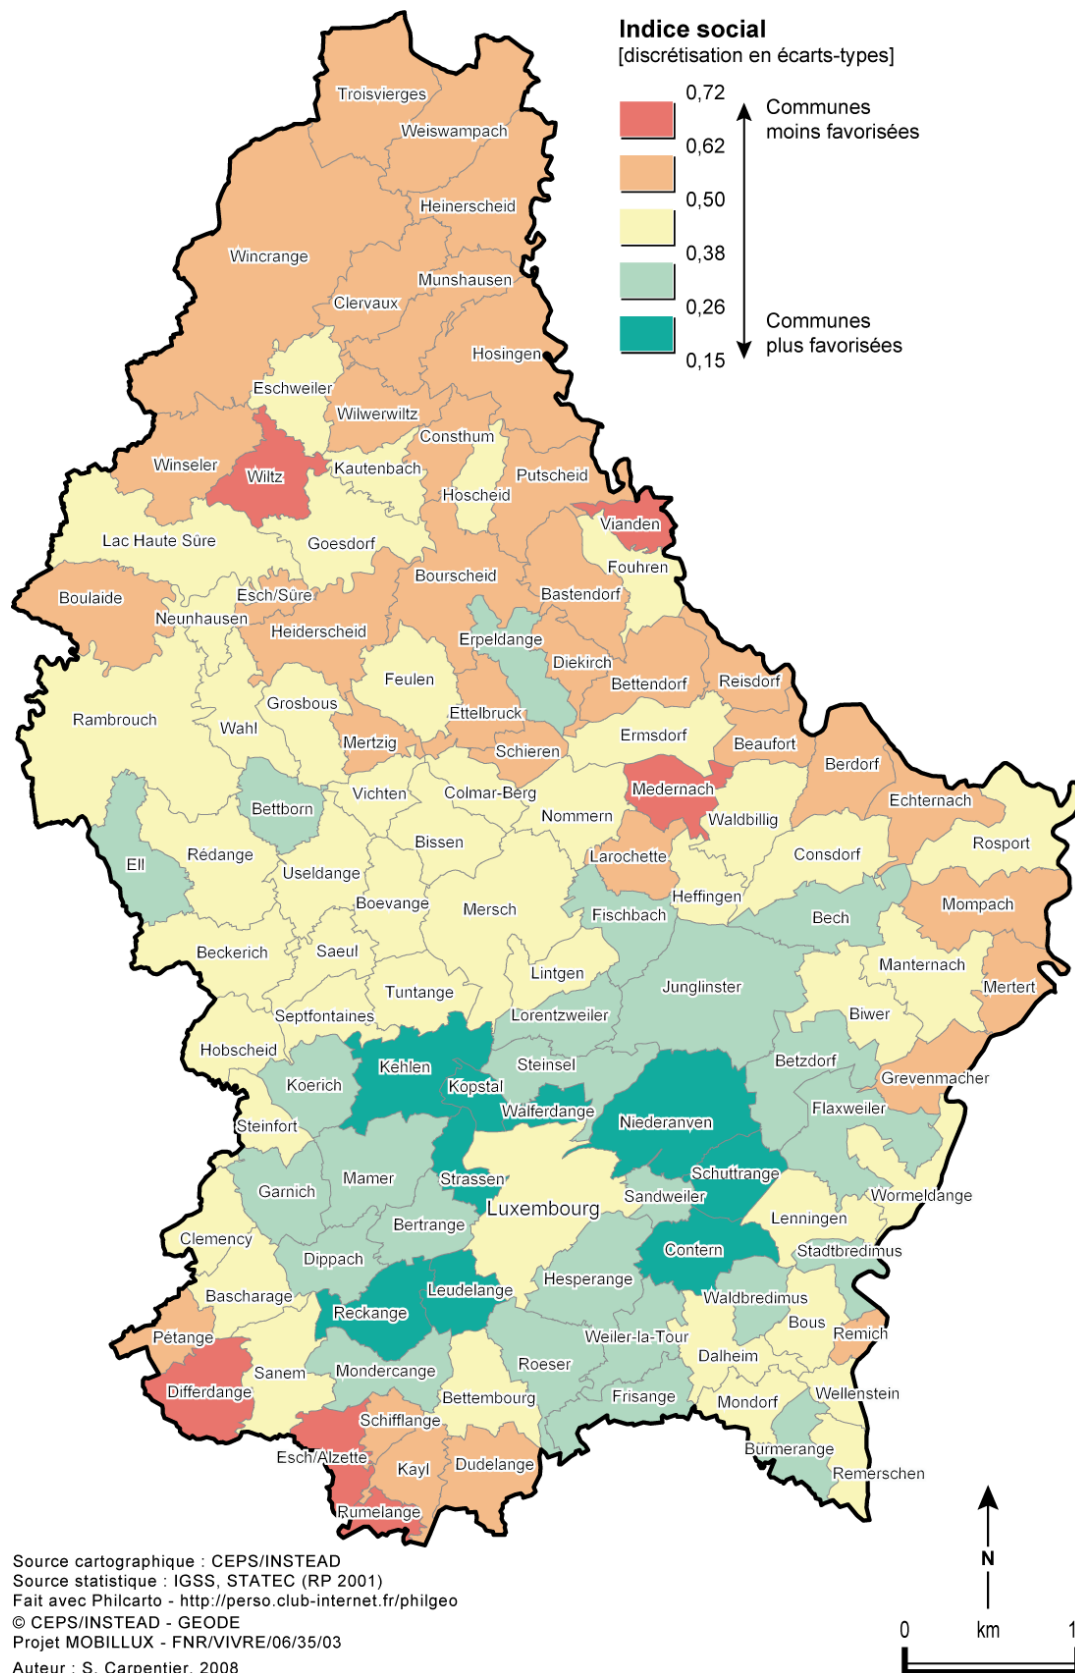 Indice social
[discrétisation en écarts-types]
0,72
Communes
moins favorisées
0,62
0,50
0,38
0,26
Communes
plus favorisées
0,15
Troisvierges
Weiswampach
Heinerscheid
Wincrange
Munshausen
Clervaux
Hosingen
Eschweiler
Wilwerwiltz
Consthum
Winseler
Wiltz
Kautenbach
Putscheid
Hoscheid
Vianden
Lac Haute Sûre
Goesdorf
Fouhren
Bourscheid
Boulaide
Esch/Sûre
Bastendorf
Neunhausen
Heiderscheid
Erpeldange
Diekirch
Feulen
Bettendorf
Reisdorf
Grosbous
Rambrouch
Ettelbruck
Wahl
Mertzig
Schieren
Ermsdorf
Beaufort
Berdorf
Vichten
Colmar-Berg
Medernach
Echternach
Bettborn
Nommern
Waldbillig
Bissen
Rosport
Ell
Rédange
Useldange
Larochette
Consdorf
Heffingen
Boevange
Mersch
Fischbach
Bech
Mompach
Beckerich
Saeul
Lintgen
Manternach
Tuntange
Junglinster
Mertert
Septfontaines
Lorentzweiler
Biwer
Hobscheid
Kehlen
Steinsel
Betzdorf
Koerich
Kopstal
Grevenmacher
Walferdange
Flaxweiler
Steinfort
Niederanven
Mamer
Strassen
Schuttrange
Garnich
Sandweiler
Wormeldange
Luxembourg
Lenningen
Bertrange
Clemency
Contern
Stadtbredimus
Dippach
Hesperange
Leudelange
Bascharage
Waldbredimus
Reckange
Bous
Pétange
Weiler-la-Tour
Remich
Dalheim
Sanem
Mondercange
Roeser
Differdange
Bettembourg
Frisange
Mondorf
Wellenstein
Schifflange
Esch/Alzette
Kayl
Dudelange
Burmerange
Remerschen
Rumelange
N
0
km
1
Source cartographique : CEPS/INSTEAD
Source statistique : IGSS, STATEC (RP 2001)
Fait avec Philcarto - http://perso.club-internet.fr/philgeo
© CEPS/INSTEAD - GEODE
Projet MOBILLUX - FNR/VIVRE/06/35/03
Auteur : S. Carpentier, 2008